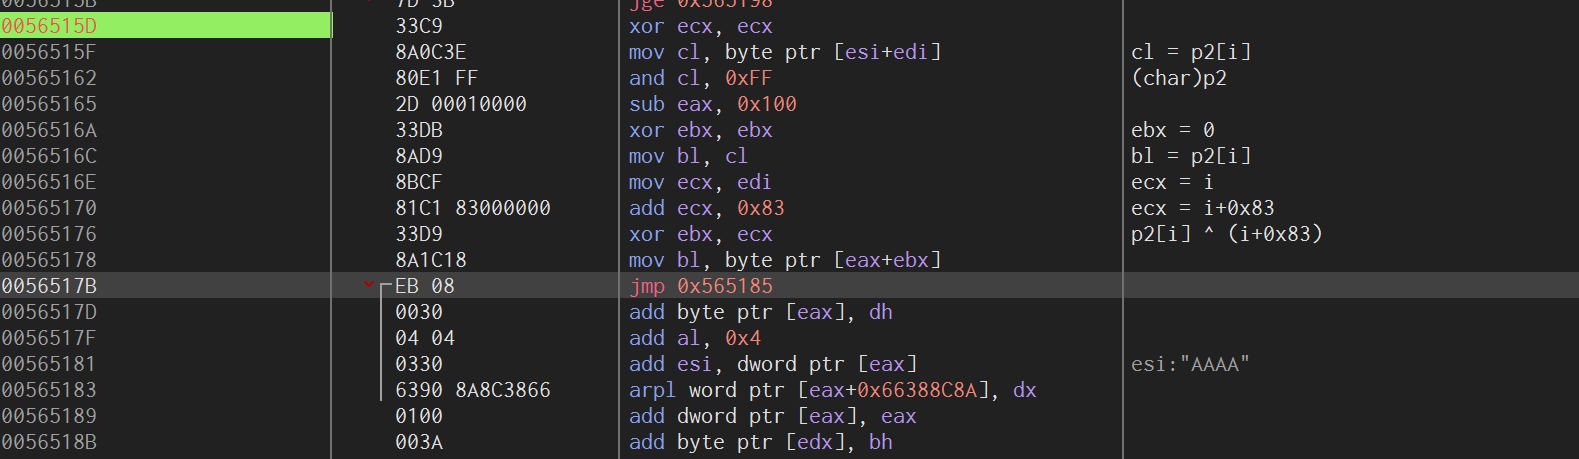 0056515B 7D 3B jge 0x565198
0056515D 33C9 xor ecx, ecx
0056515F 8A0C3E mov cl, byte ptr [esi+edi] cl = p2[i]
00565162 80E1 FF and cl, 0xFF (char)p2
00565165 2D 00010000 sub eax, 0x100
0056516A 33DB xor ebx, ebx ebx = 0
0056516C 8AD9 mov bl, cl bl = p2[i]
0056516E 8BCF mov ecx, edi ecx = i
00565170 81C1 83000000 add ecx, 0x83 ecx = i+0x83
00565176 33D9 xor ebx, ecx p2[i] ^ (i+0x83)
00565178 8A1C18 mov bl, byte ptr [eax+ebx]
0056517B EB 08 jmp 0x565185
0056517D 0030 add byte ptr [eax], dh
0056517F 04 04 add al, 0x4
00565181 0330 add esi, dword ptr [eax] esi:"AAAA"
00565183 6390 8A8C3866 arpl word ptr [eax+0x66388C8A], dx
00565189 0100 add dword ptr [eax], eax
0056518B 003A add byte ptr [edx], bh